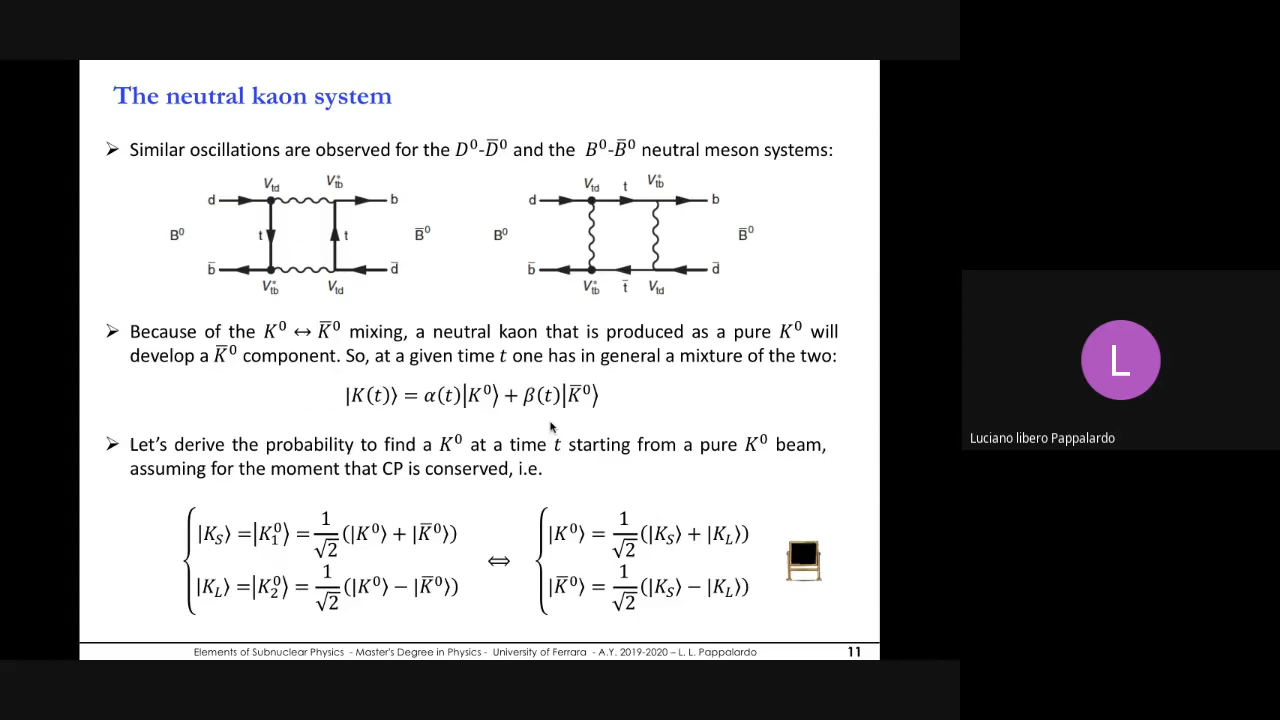 The neutral kaon system
➢ Similar oscillations are observed for the D⁰-D̅⁰ and the B⁰-B̅⁰ neutral meson systems:
V_td V*_tb V_td t V*_tb
d b d b
B⁰ t t B̅⁰ B⁰ B̅⁰
b̅ d̅ b̅ d̅
V*_tb V_td V*_tb t̅ V_td
➢ Because of the K⁰ ↔ K̅⁰ mixing, a neutral kaon that is produced as a pure K⁰ will
develop a K̅⁰ component. So, at a given time t one has in general a mixture of the two:
|K(t)⟩ = α(t)|K⁰⟩ + β(t)|K̅⁰⟩
➢ Let's derive the probability to find a K⁰ at a time t starting from a pure K⁰ beam,
assuming for the moment that CP is conserved, i.e.
|K_S⟩ =|K₁⁰⟩ = 1/√2 (|K⁰⟩ + |K̅⁰⟩) ⇔ |K⁰⟩ = 1/√2 (|K_S⟩ + |K_L⟩)
|K_L⟩ =|K₂⁰⟩ = 1/√2 (|K⁰⟩ − |K̅⁰⟩) |K̅⁰⟩ = 1/√2 (|K_S⟩ − |K_L⟩)
Elements of Subnuclear Physics - Master's Degree in Physics - University of Ferrara - A.Y. 2019-2020 – L. L. Pappalardo 11
L
Luciano libero Pappalardo